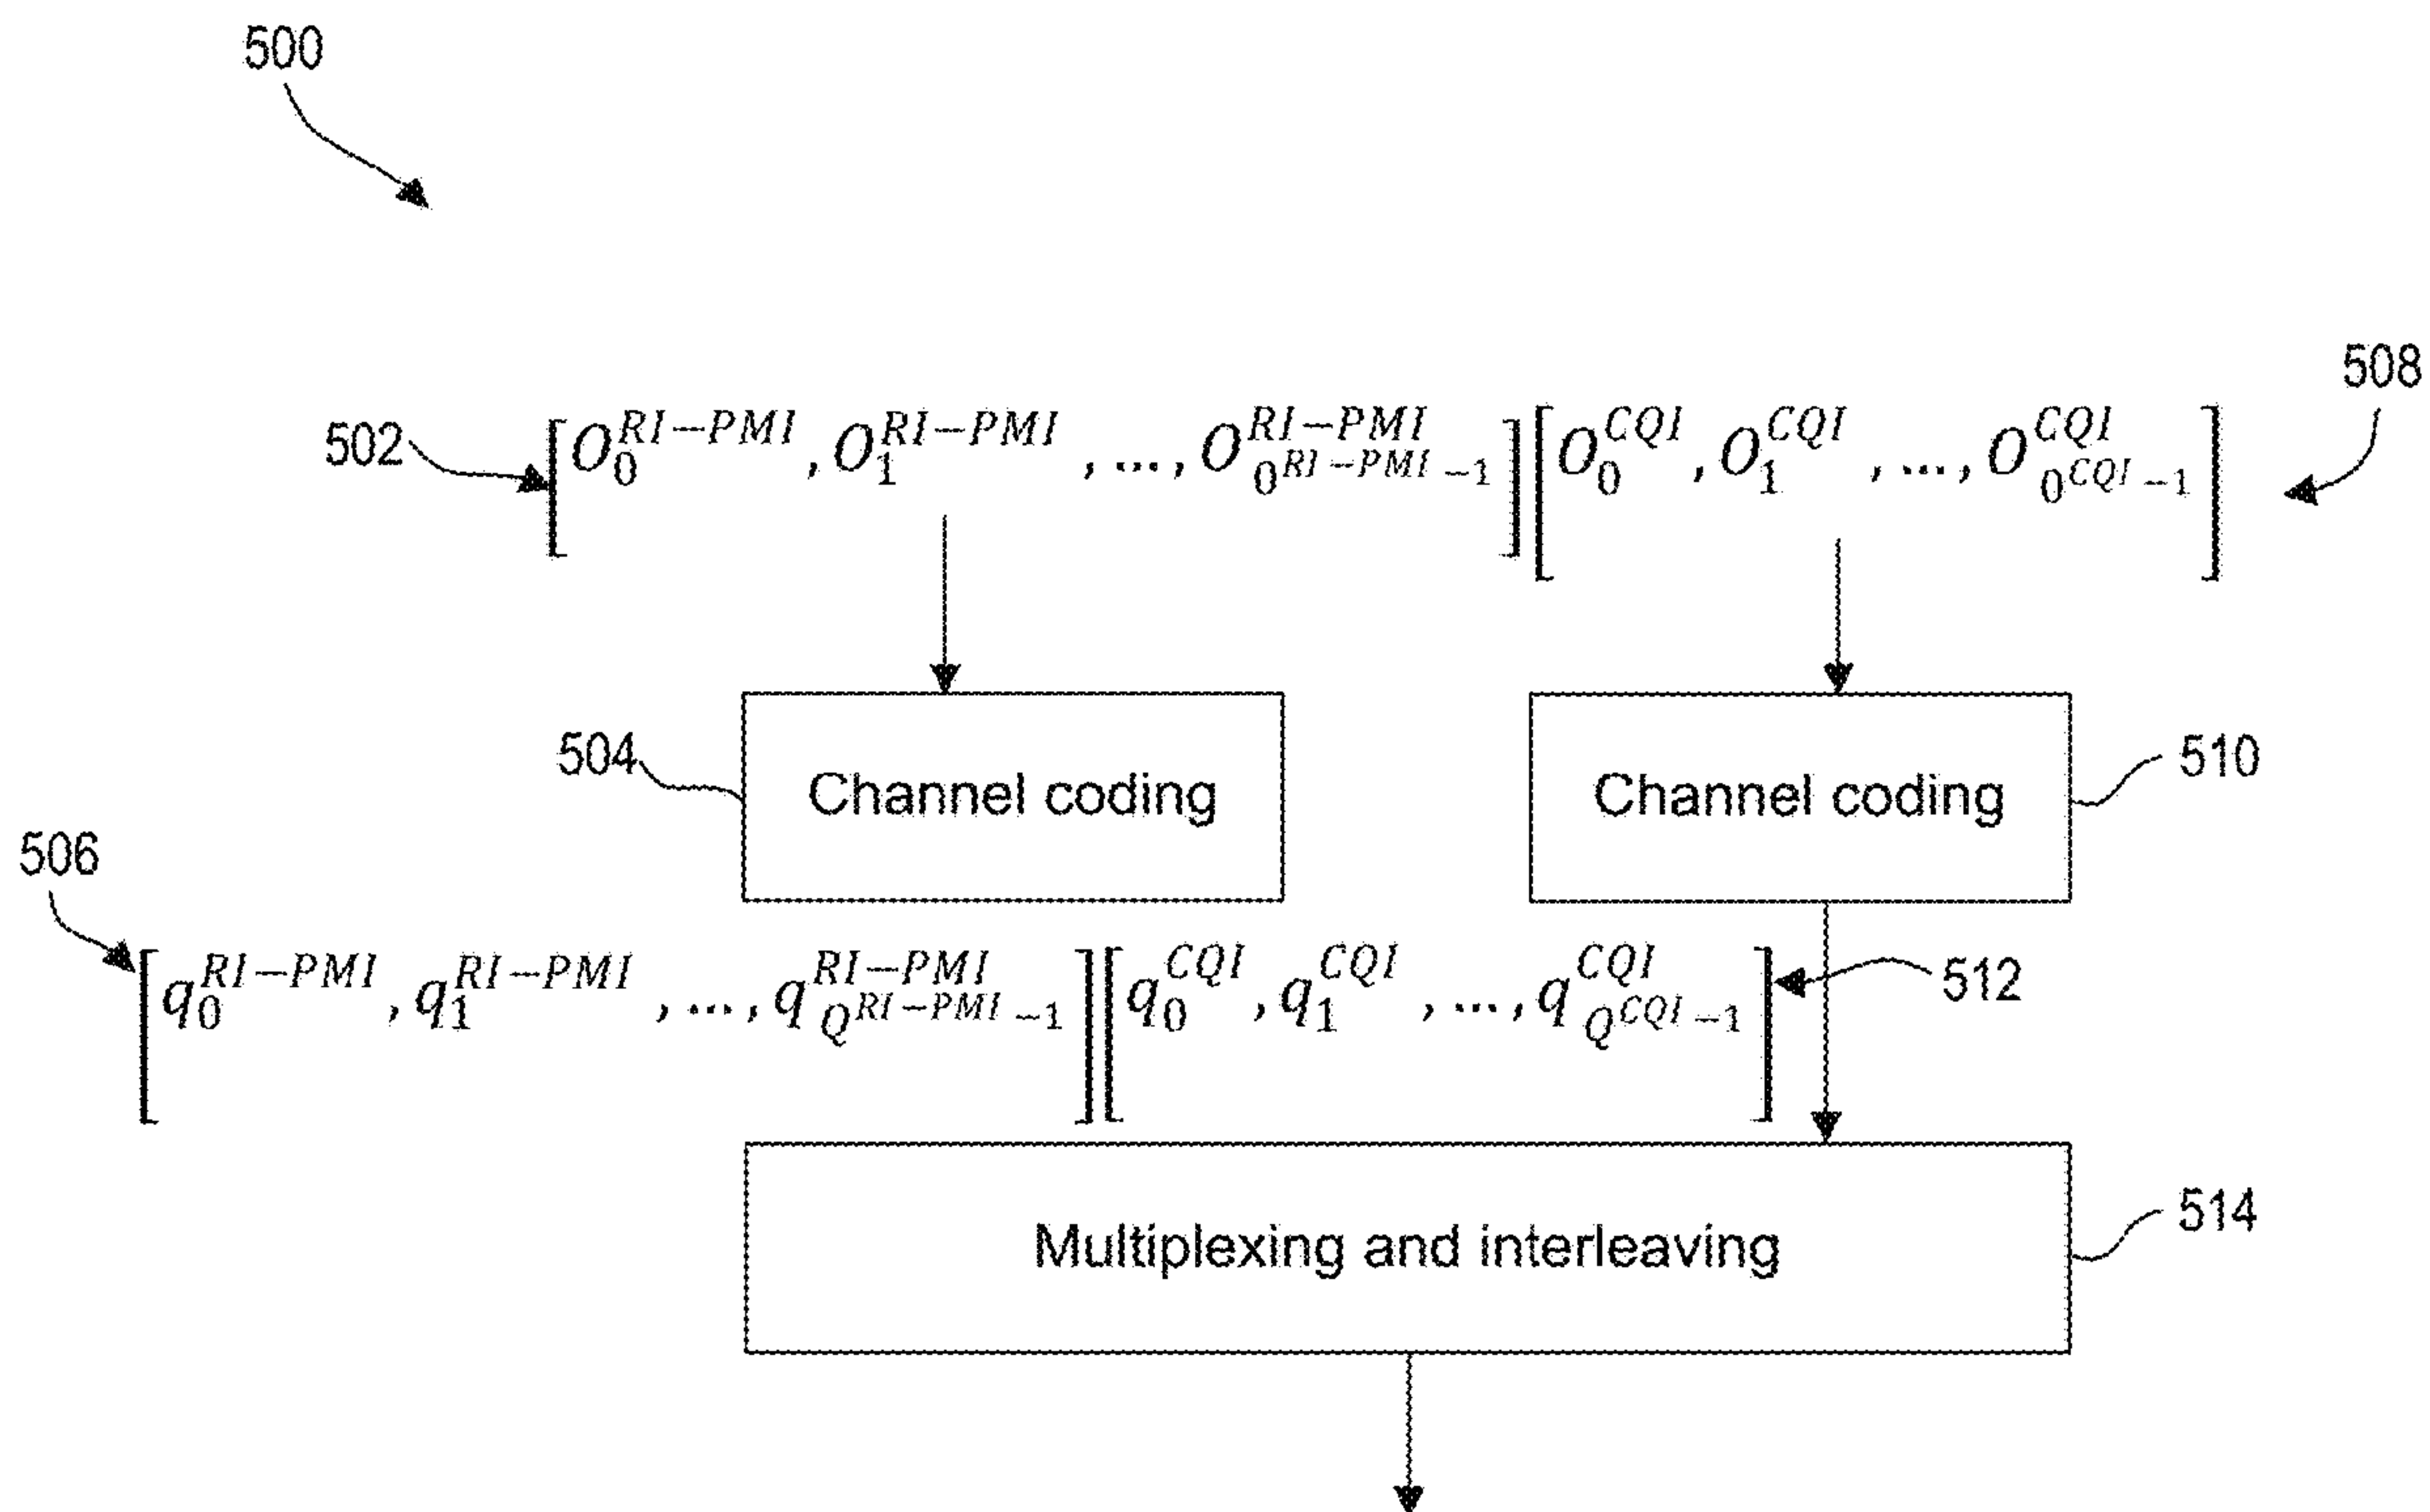 500
508
502 [O_0^{RI-PMI}, O_1^{RI-PMI}, ..., O_{0^{RI-PMI}-1}^{RI-PMI}] [O_0^{CQI}, O_1^{CQI}, ..., O_{0^{CQI}-1}^{CQI}]
504 Channel coding Channel coding 510
506
[q_0^{RI-PMI}, q_1^{RI-PMI}, ..., q_{Q^{RI-PMI}-1}^{RI-PMI}] [q_0^{CQI}, q_1^{CQI}, ..., q_{Q^{CQI}-1}^{CQI}] 512
Multiplexing and interleaving 514